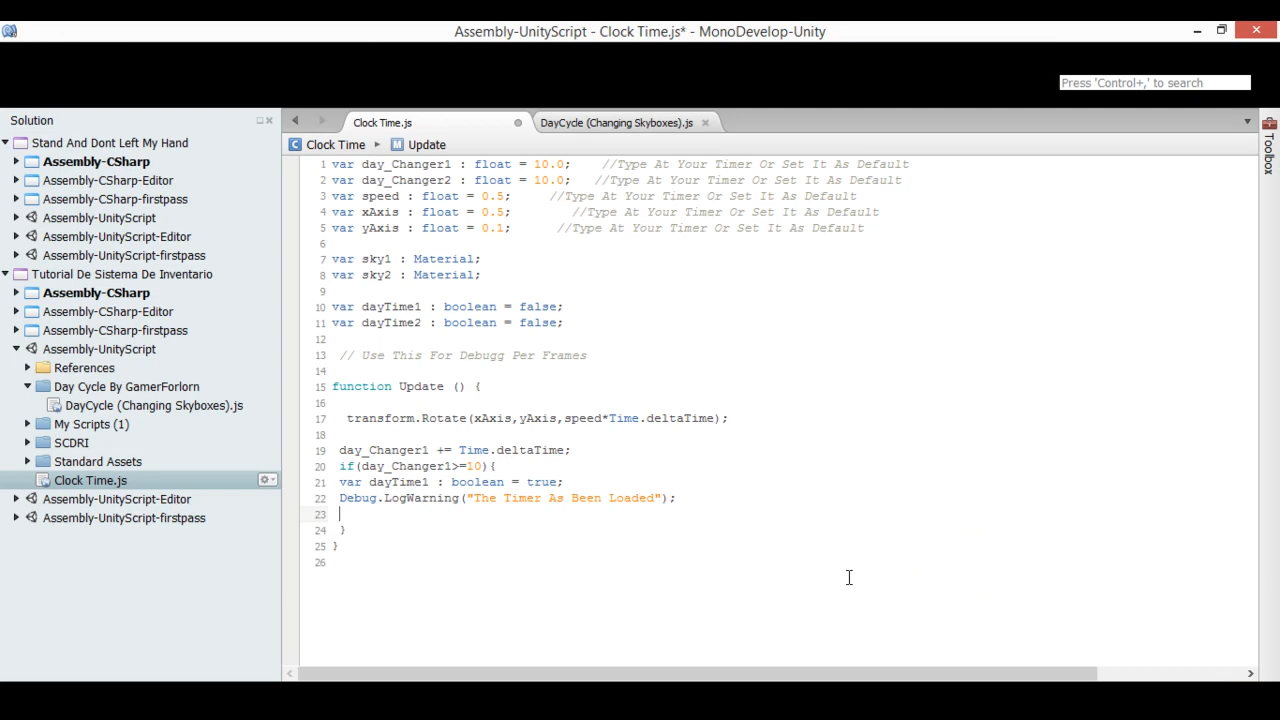 Assembly-UnityScript - Clock Time.js* - MonoDevelop-Unity
Press 'Control+,' to search
Solution
Stand And Dont Left My Hand
Assembly-CSharp
Assembly-CSharp-Editor
Assembly-CSharp-firstpass
Assembly-UnityScript
Assembly-UnityScript-Editor
Assembly-UnityScript-firstpass
Tutorial De Sistema De Inventario
Assembly-CSharp
Assembly-CSharp-Editor
Assembly-CSharp-firstpass
Assembly-UnityScript
References
Day Cycle By GamerForlorn
DayCycle (Changing Skyboxes).js
My Scripts (1)
SCDRI
Standard Assets
Clock Time.js
Assembly-UnityScript-Editor
Assembly-UnityScript-firstpass
Clock Time.js
DayCycle (Changing Skyboxes).js
Clock Time
Update
1 var day_Changer1 : float = 10.0; //Type At Your Timer Or Set It As Default
2 var day_Changer2 : float = 10.0; //Type At Your Timer Or Set It As Default
3 var speed : float = 0.5; //Type At Your Timer Or Set It As Default
4 var xAxis : float = 0.5; //Type At Your Timer Or Set It As Default
5 var yAxis : float = 0.1; //Type At Your Timer Or Set It As Default
6
7 var sky1 : Material;
8 var sky2 : Material;
9
10 var dayTime1 : boolean = false;
11 var dayTime2 : boolean = false;
12
13 // Use This For Debugg Per Frames
14
15 function Update () {
16
17 transform.Rotate(xAxis,yAxis,speed*Time.deltaTime);
18
19 day_Changer1 += Time.deltaTime;
20 if(day_Changer1>=10){
21 var dayTime1 : boolean = true;
22 Debug.LogWarning("The Timer As Been Loaded");
23
24 }
25 }
26
Toolbox